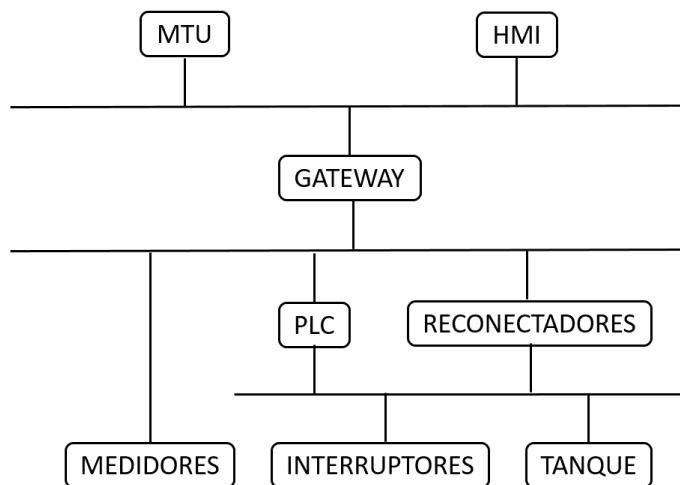 MTU
HMI
GATEWAY
PLC
RECONECTADORES
MEDIDORES
INTERRUPTORES
TANQUE